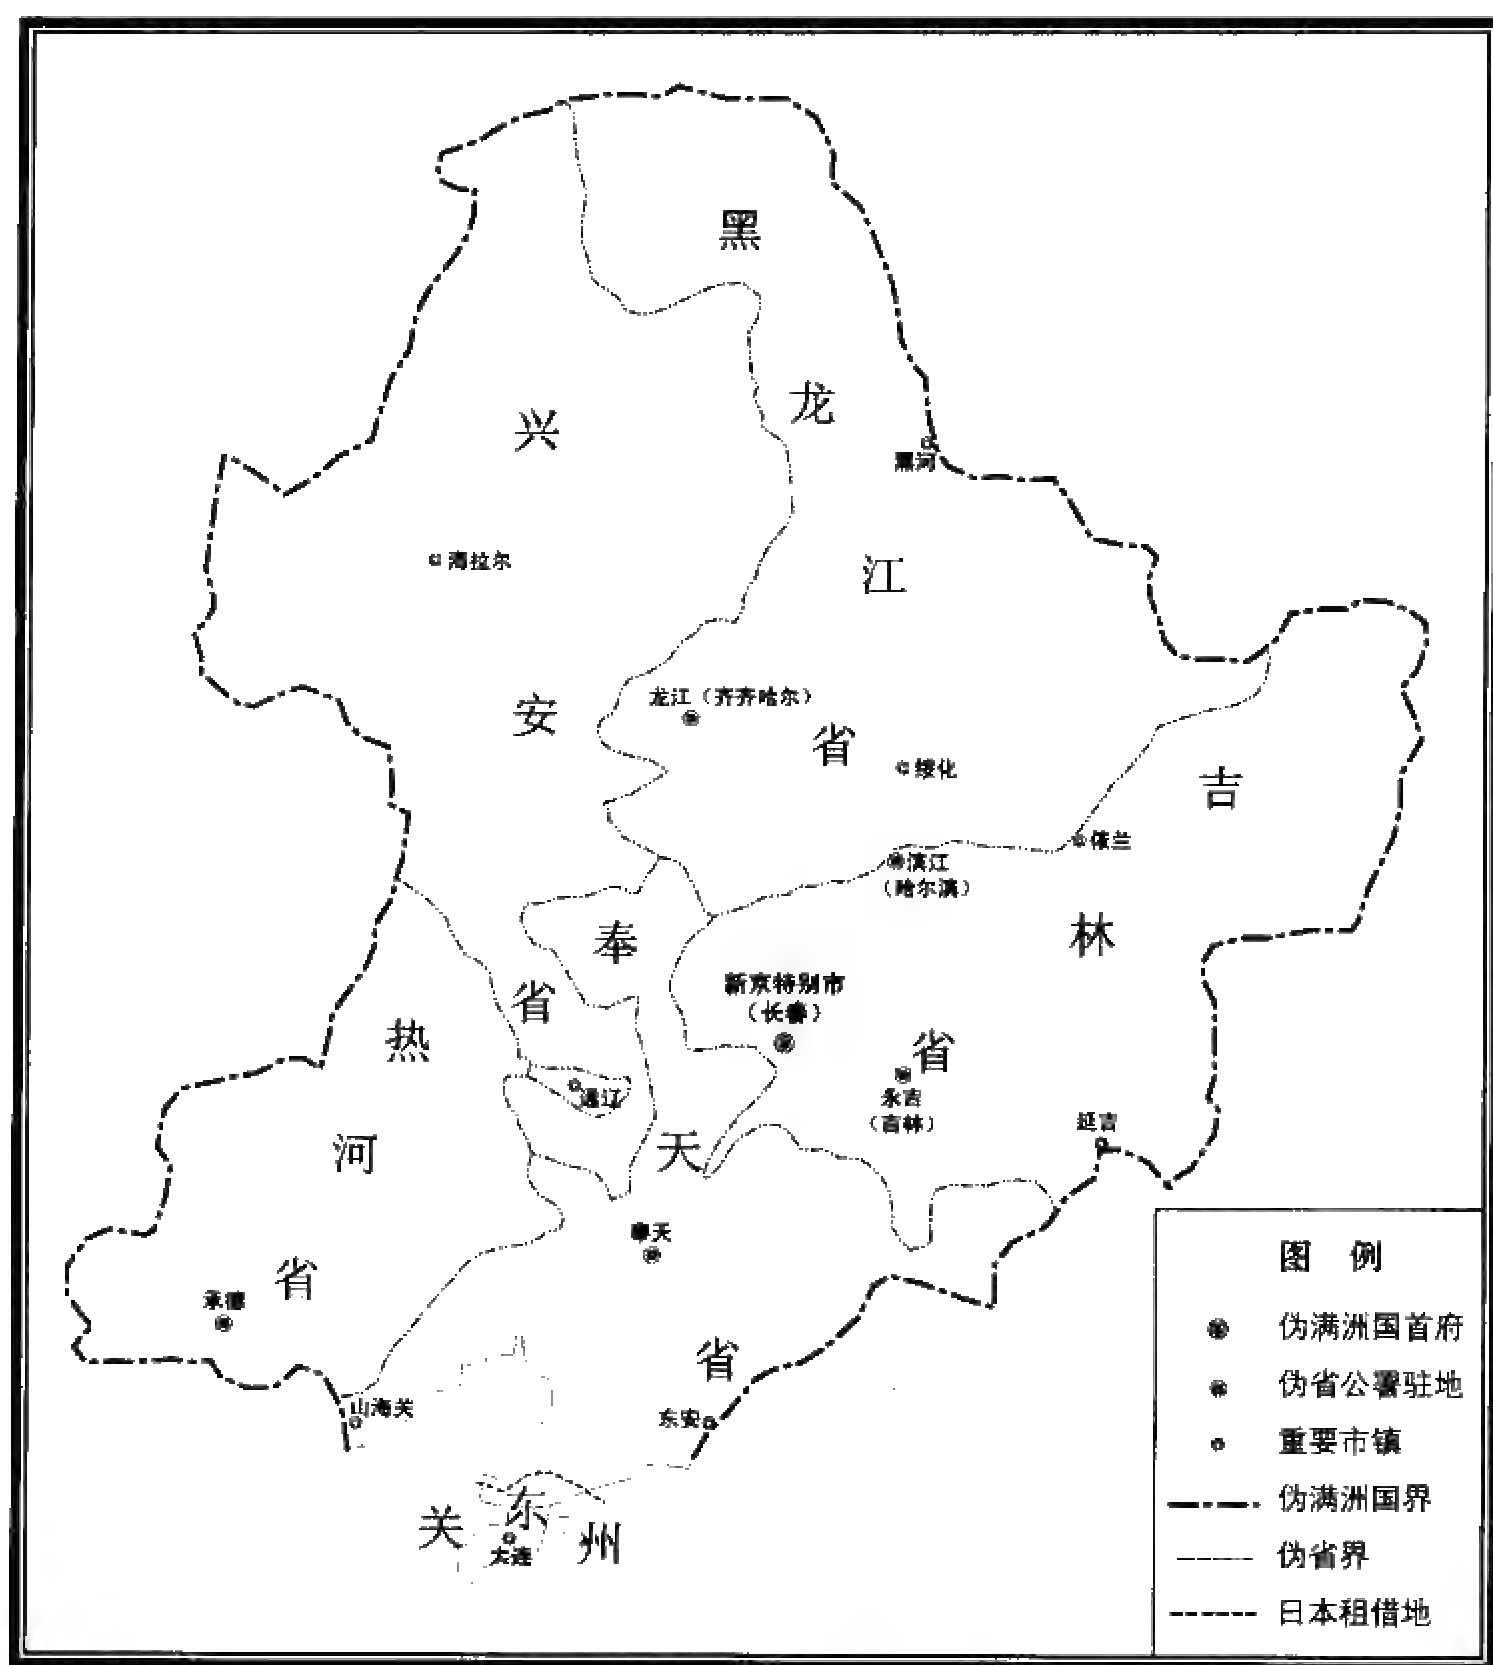 黑龙江省
黑河
兴安省
海拉尔
龙江（齐齐哈尔）
绥化
吉林省
依兰
滨江
（哈尔滨）
新京特别市
（长春）
永吉
（吉林）
延吉
奉天省
通辽
奉天
热河省
承德
山海关
东安
关东州
大连
图 例
伪满洲国首府
伪省公署驻地
重要市镇
伪满洲国界
伪省界
日本租借地